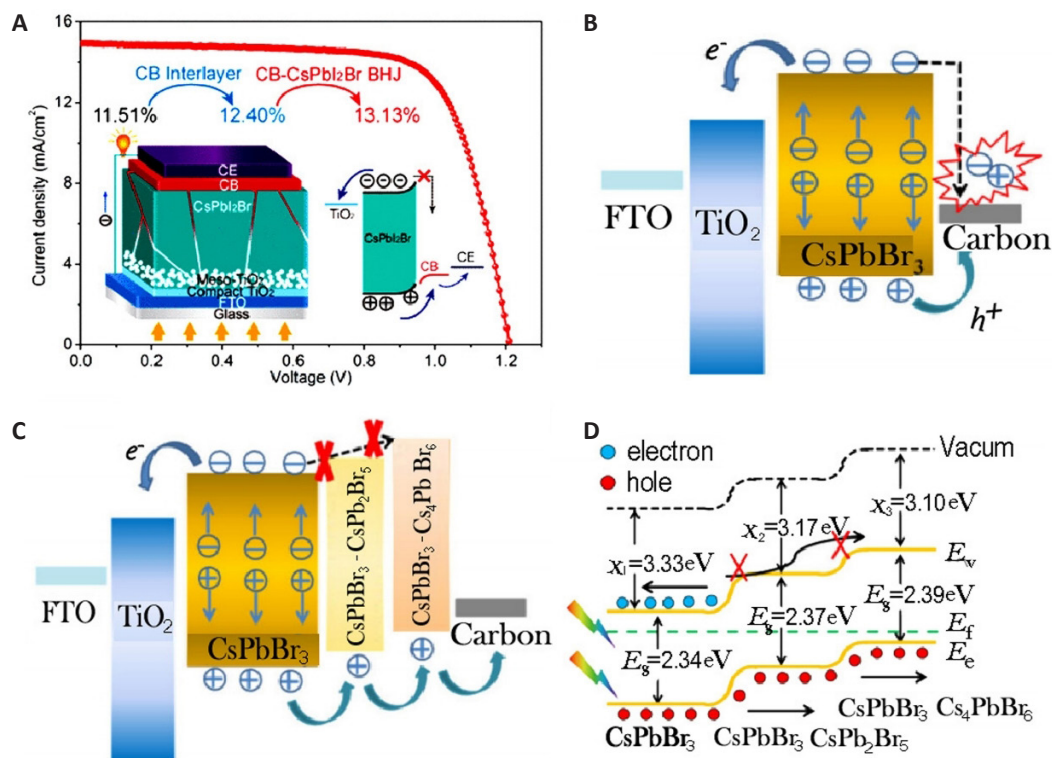 A
16
12
8
4
0
Current density (mA/cm²)
0.0 0.2 0.4 0.6 0.8 1.0 1.2
Voltage (V)
CB Interlayer
CB-CsPbI₂Br BHJ
11.51%
12.40%
13.13%
CE
CB
CsPbI₂Br
Meso-TiO₂
Compact TiO₂
FTO
Glass
TiO₂
CsPbI₂Br
CB
CE
B
e⁻
FTO
TiO₂
CsPbBr₃
Carbon
h⁺
C
e⁻
FTO
TiO₂
CsPbBr₃
CsPbBr₃ - CsPb₂Br₅
CsPbBr₃ - Cs₄Pb Br₆
Carbon
D
electron
hole
Vacum
χ₁=3.33eV
χ₂=3.17eV
χ₃=3.10eV
Eᵥ
E_g=2.34eV
E_g=2.37eV
E_g=2.39eV
E_f
E_e
CsPbBr₃
CsPbBr₃ CsPb₂Br₅
CsPbBr₃ Cs₄PbBr₆